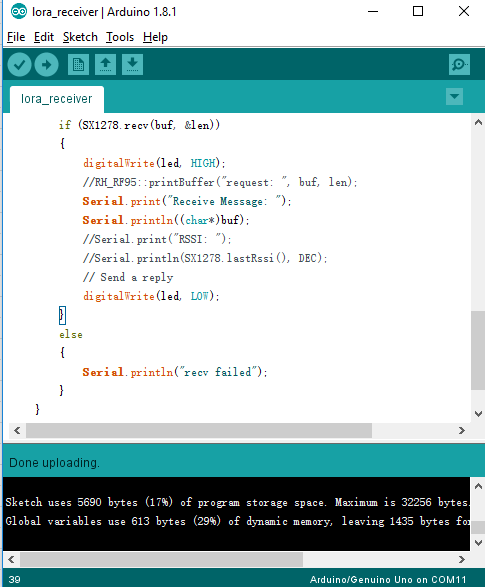 lora_receiver | Arduino 1.8.1
File Edit Sketch Tools Help
lora_receiver
if (SX1278.recv(buf, &len))
{
digitalWrite(led, HIGH);
//RH_RF95::printBuffer("request: ", buf, len);
Serial.print("Receive Message: ");
Serial.println((char*)buf);
//Serial.print("RSSI: ");
//Serial.println(SX1278.lastRssi(), DEC);
// Send a reply
digitalWrite(led, LOW);
}
else
{
Serial.println("recv failed");
}
}
Done uploading.
Sketch uses 5690 bytes (17%) of program storage space. Maximum is 32256 bytes.
Global variables use 613 bytes (29%) of dynamic memory, leaving 1435 bytes for
39 Arduino/Genuino Uno on COM11